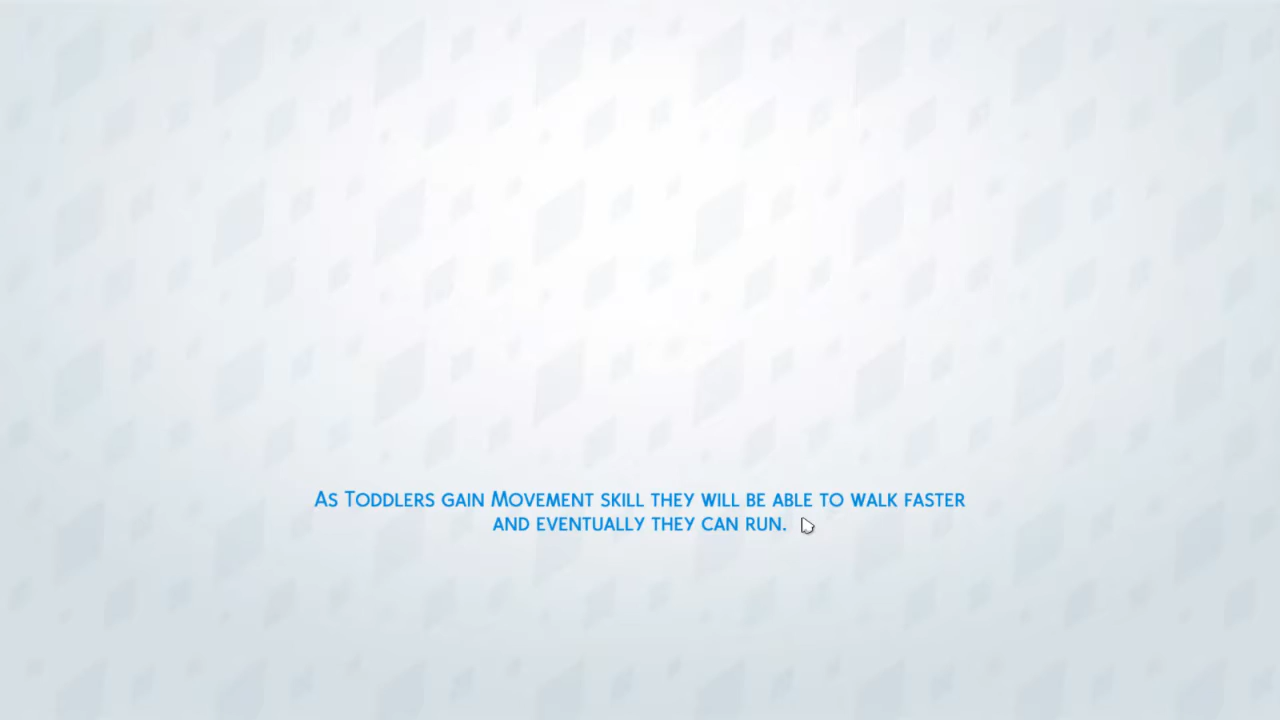 As Toddlers gain Movement skill they will be able to walk faster
and eventually they can run.